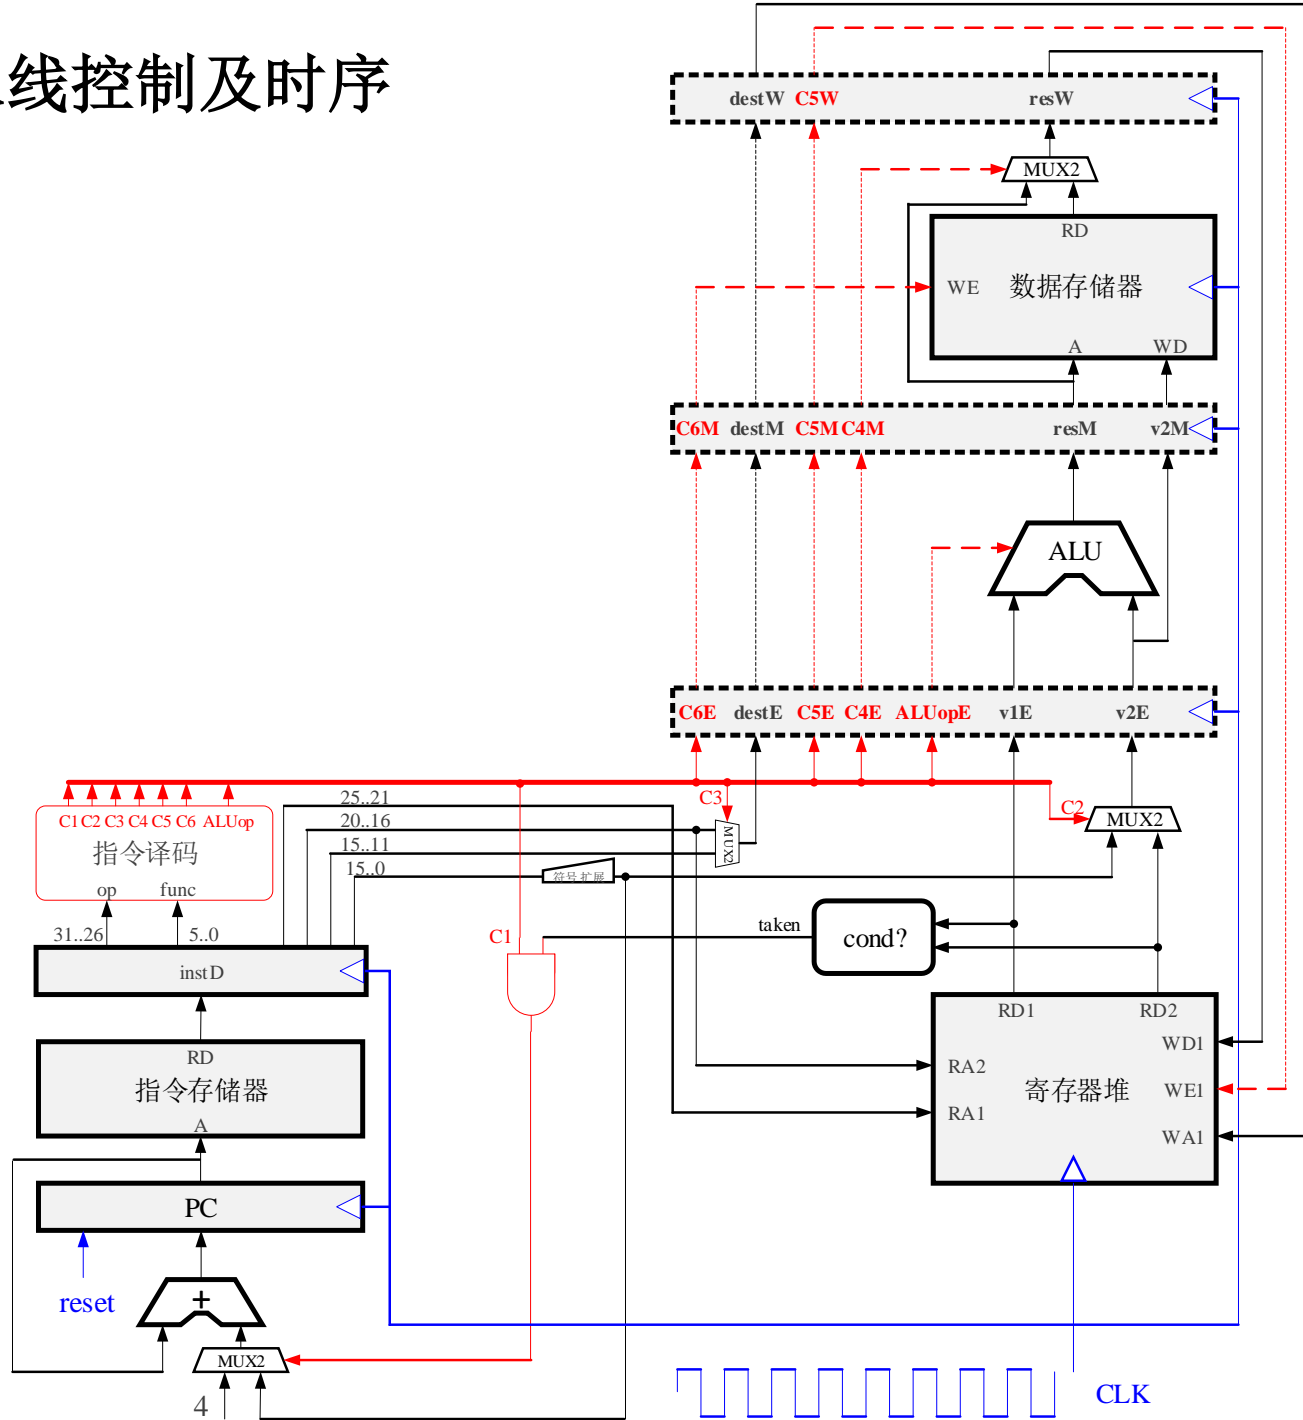 线控制及时序
destW C5W resW
MUX2
RD
WE 数据存储器
A WD
C6M destM C5M C4M resM v2M
ALU
C6E destE C5E C4E ALUopE v1E v2E
C1 C2 C3 C4 C5 C6 ALUop
指令译码
op func
25..21
20..16
15..11
15..0
C3
MUX2
符号扩展
C2
MUX2
31..26 5..0
instD
C1
taken
cond?
RD
指令存储器
A
RD1 RD2
WD1
RA2
寄存器堆
WE1
RA1
WA1
PC
reset
+
MUX2
4
CLK